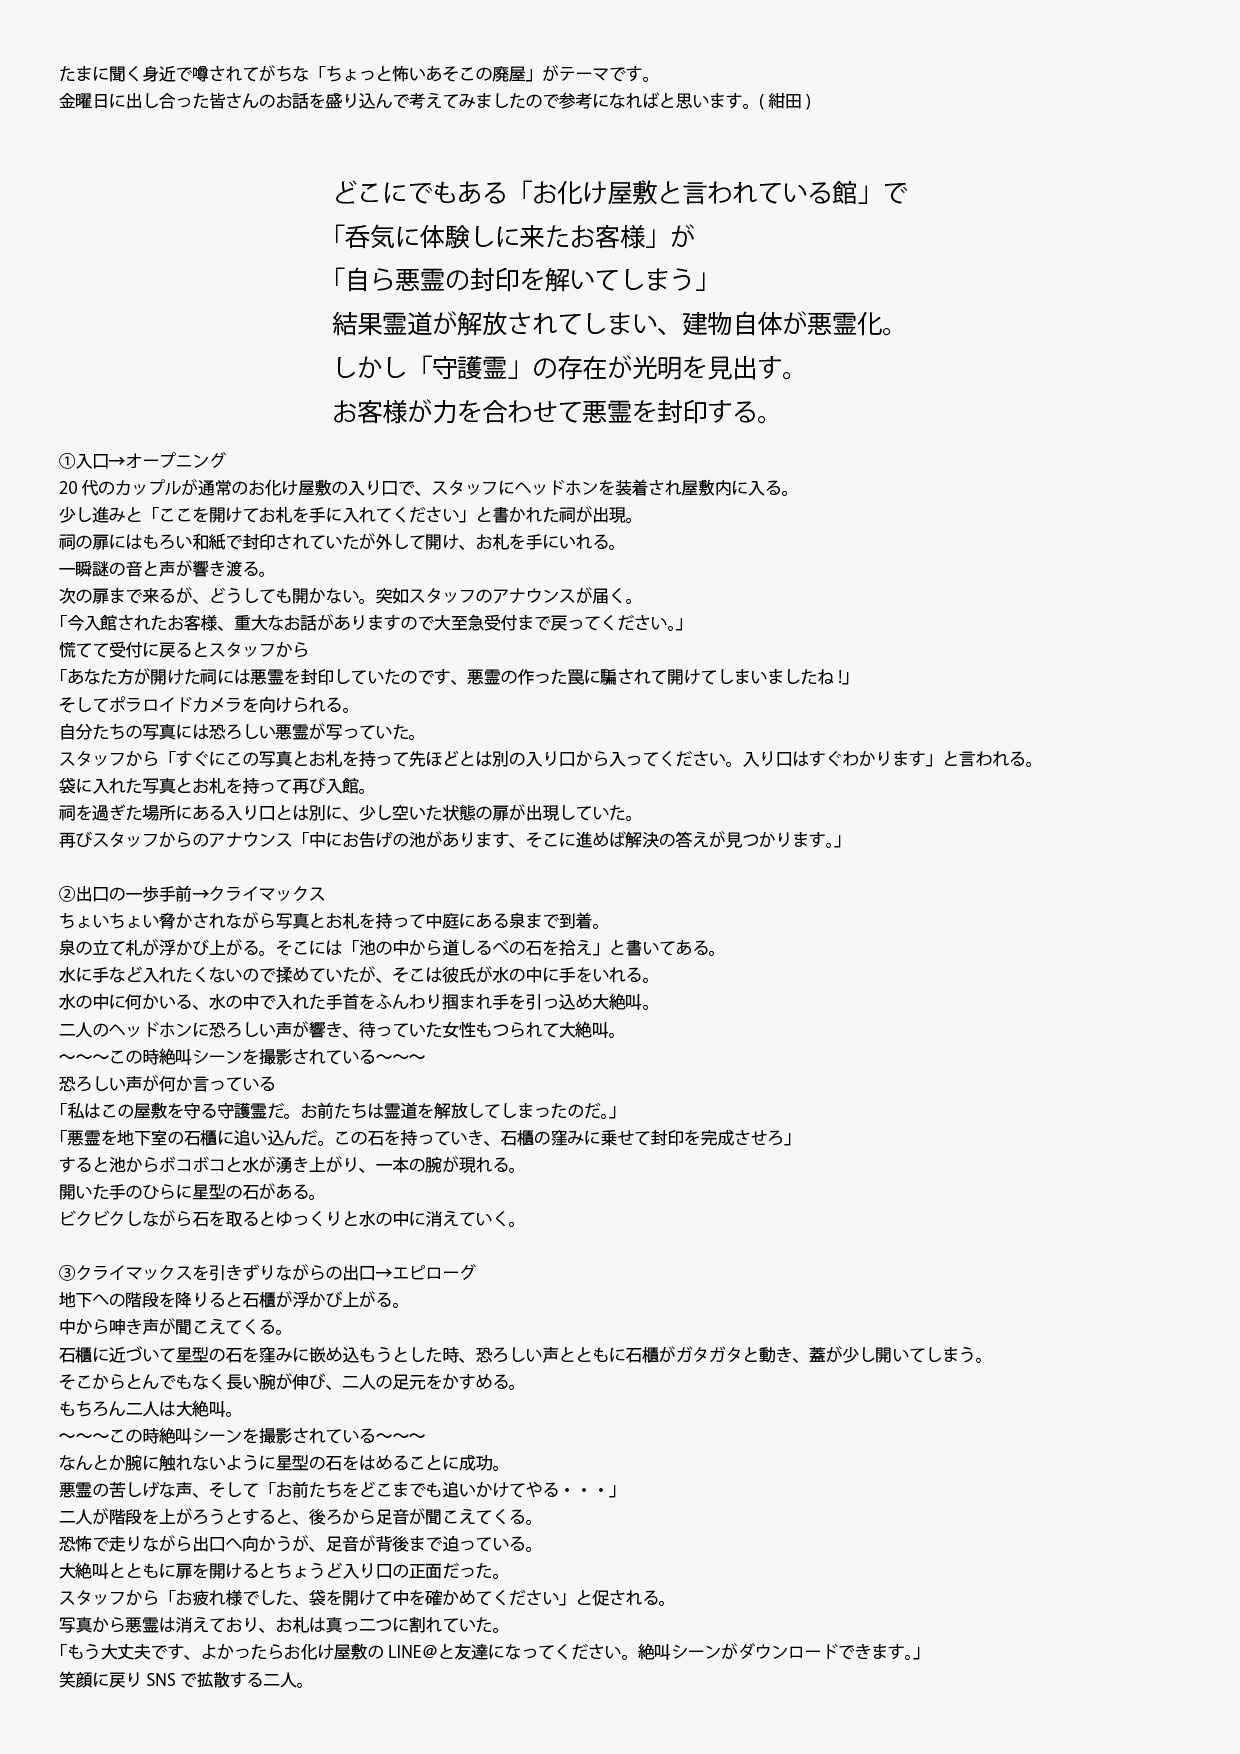 たまに聞く身近で噂されてがちな「ちょっと怖いあそこの廃屋」がテーマです。
金曜日に出し合った皆さんのお話を盛り込んで考えてみましたので参考になればと思います。( 紺田 )
どこにでもある「お化け屋敷と言われている館」で
「呑気に体験しに来たお客様」が
「自ら悪霊の封印を解いてしまう」
結果霊道が解放されてしまい、建物自体が悪霊化。
しかし「守護霊」の存在が光明を見出す。
お客様が力を合わせて悪霊を封印する。
①入口→オープニング
20 代のカップルが通常のお化け屋敷の入り口で、スタッフにヘッドホンを装着され屋敷内に入る。
少し進みと「ここを開けてお札を手に入れてください」と書かれた祠が出現。
祠の扉にはもろい和紙で封印されていたが外して開け、お札を手にいれる。
一瞬謎の音と声が響き渡る。
次の扉まで来るが、どうしても開かない。突如スタッフのアナウンスが届く。
「今入館されたお客様、重大なお話がありますので大至急受付まで戻ってください。」
慌てて受付に戻るとスタッフから
「あなた方が開けた祠には悪霊を封印していたのです、悪霊の作った罠に騙されて開けてしまいましたね !」
そしてポラロイドカメラを向けられる。
自分たちの写真には恐ろしい悪霊が写っていた。
スタッフから「すぐにこの写真とお札を持って先ほどとは別の入り口から入ってください。入り口はすぐわかります」と言われる。
袋に入れた写真とお札を持って再び入館。
祠を過ぎた場所にある入り口とは別に、少し空いた状態の扉が出現していた。
再びスタッフからのアナウンス「中にお告げの池があります、そこに進めば解決の答えが見つかります。」
②出口の一歩手前→クライマックス
ちょいちょい脅かされながら写真とお札を持って中庭にある泉まで到着。
泉の立て札が浮かび上がる。そこには「池の中から道しるべの石を拾え」と書いてある。
水に手など入れたくないので揉めていたが、そこは彼氏が水の中に手をいれる。
水の中に何かいる、水の中で入れた手首をふんわり掴まれ手を引っ込め大絶叫。
二人のヘッドホンに恐ろしい声が響き、待っていた女性もつられて大絶叫。
〜〜〜この時絶叫シーンを撮影されている〜〜〜
恐ろしい声が何か言っている
「私はこの屋敷を守る守護霊だ。お前たちは霊道を解放してしまったのだ。」
「悪霊を地下室の石櫃に追い込んだ。この石を持っていき、石櫃の窪みに乗せて封印を完成させろ」
すると池からボコボコと水が湧き上がり、一本の腕が現れる。
開いた手のひらに星型の石がある。
ビクビクしながら石を取るとゆっくりと水の中に消えていく。
③クライマックスを引きずりながらの出口→エピローグ
地下への階段を降りると石櫃が浮かび上がる。
中から呻き声が聞こえてくる。
石櫃に近づいて星型の石を窪みに嵌め込もうとした時、恐ろしい声とともに石櫃がガタガタと動き、蓋が少し開いてしまう。
そこからとんでもなく長い腕が伸び、二人の足元をかすめる。
もちろん二人は大絶叫。
〜〜〜この時絶叫シーンを撮影されている〜〜〜
なんとか腕に触れないように星型の石をはめることに成功。
悪霊の苦しげな声、そして「お前たちをどこまでも追いかけてやる・・・」
二人が階段を上がろうとすると、後ろから足音が聞こえてくる。
恐怖で走りながら出口へ向かうが、足音が背後まで迫っている。
大絶叫とともに扉を開けるとちょうど入り口の正面だった。
スタッフから「お疲れ様でした、袋を開けて中を確かめてください」と促される。
写真から悪霊は消えており、お札は真っ二つに割れていた。
「もう大丈夫です、よかったらお化け屋敷の LINE@と友達になってください。絶叫シーンがダウンロードできます。」
笑顔に戻り SNS で拡散する二人。